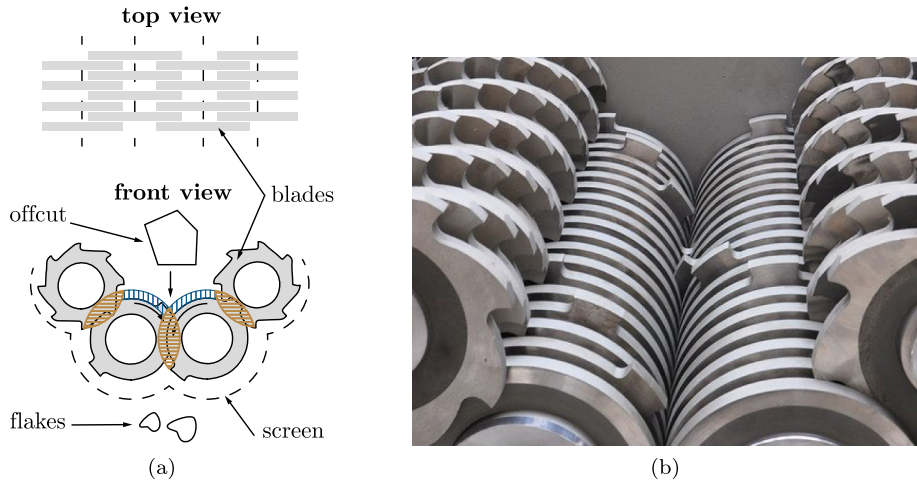 top view
front view
blades
offcut
flakes
screen
(a)
(b)